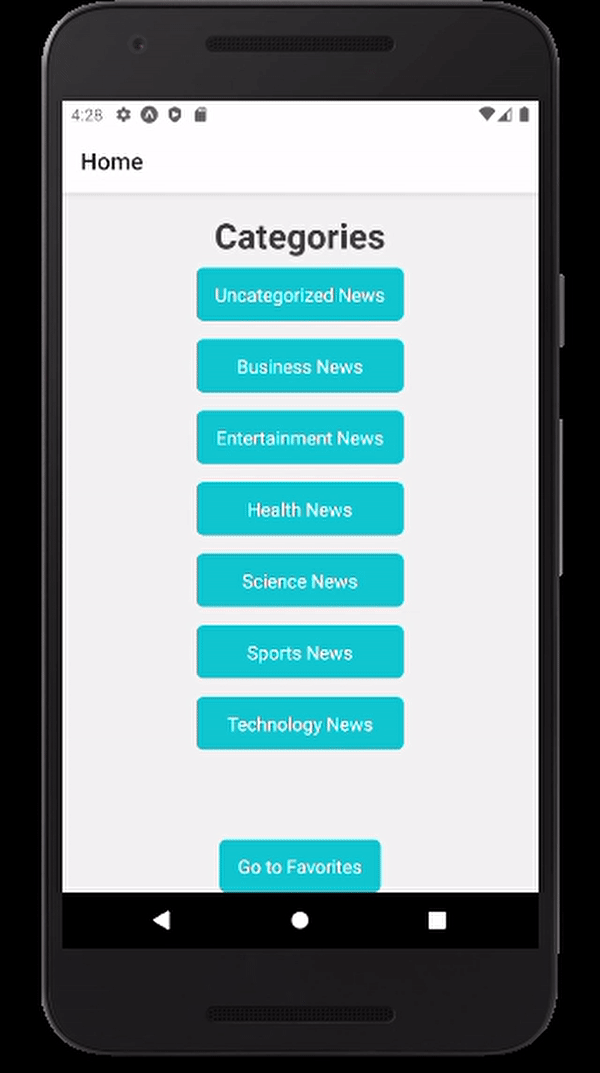 4:28
Home
Categories
Uncategorized News
Business News
Entertainment News
Health News
Science News
Sports News
Technology News
Go to Favorites